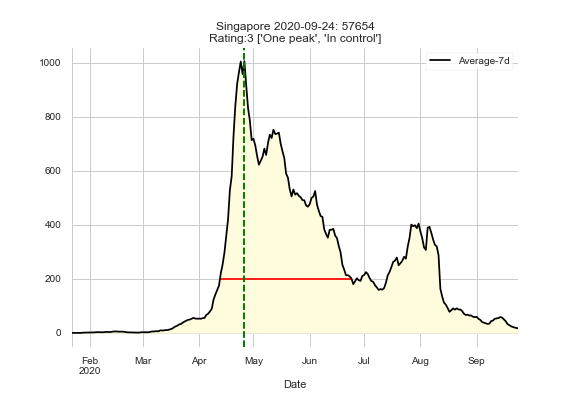 Singapore 2020-09-24: 57654
Rating:3 ['One peak', 'In control']
Average-7d
1000
800
600
400
200
0
Feb Mar Apr May Jun Jul Aug Sep
2020
Date